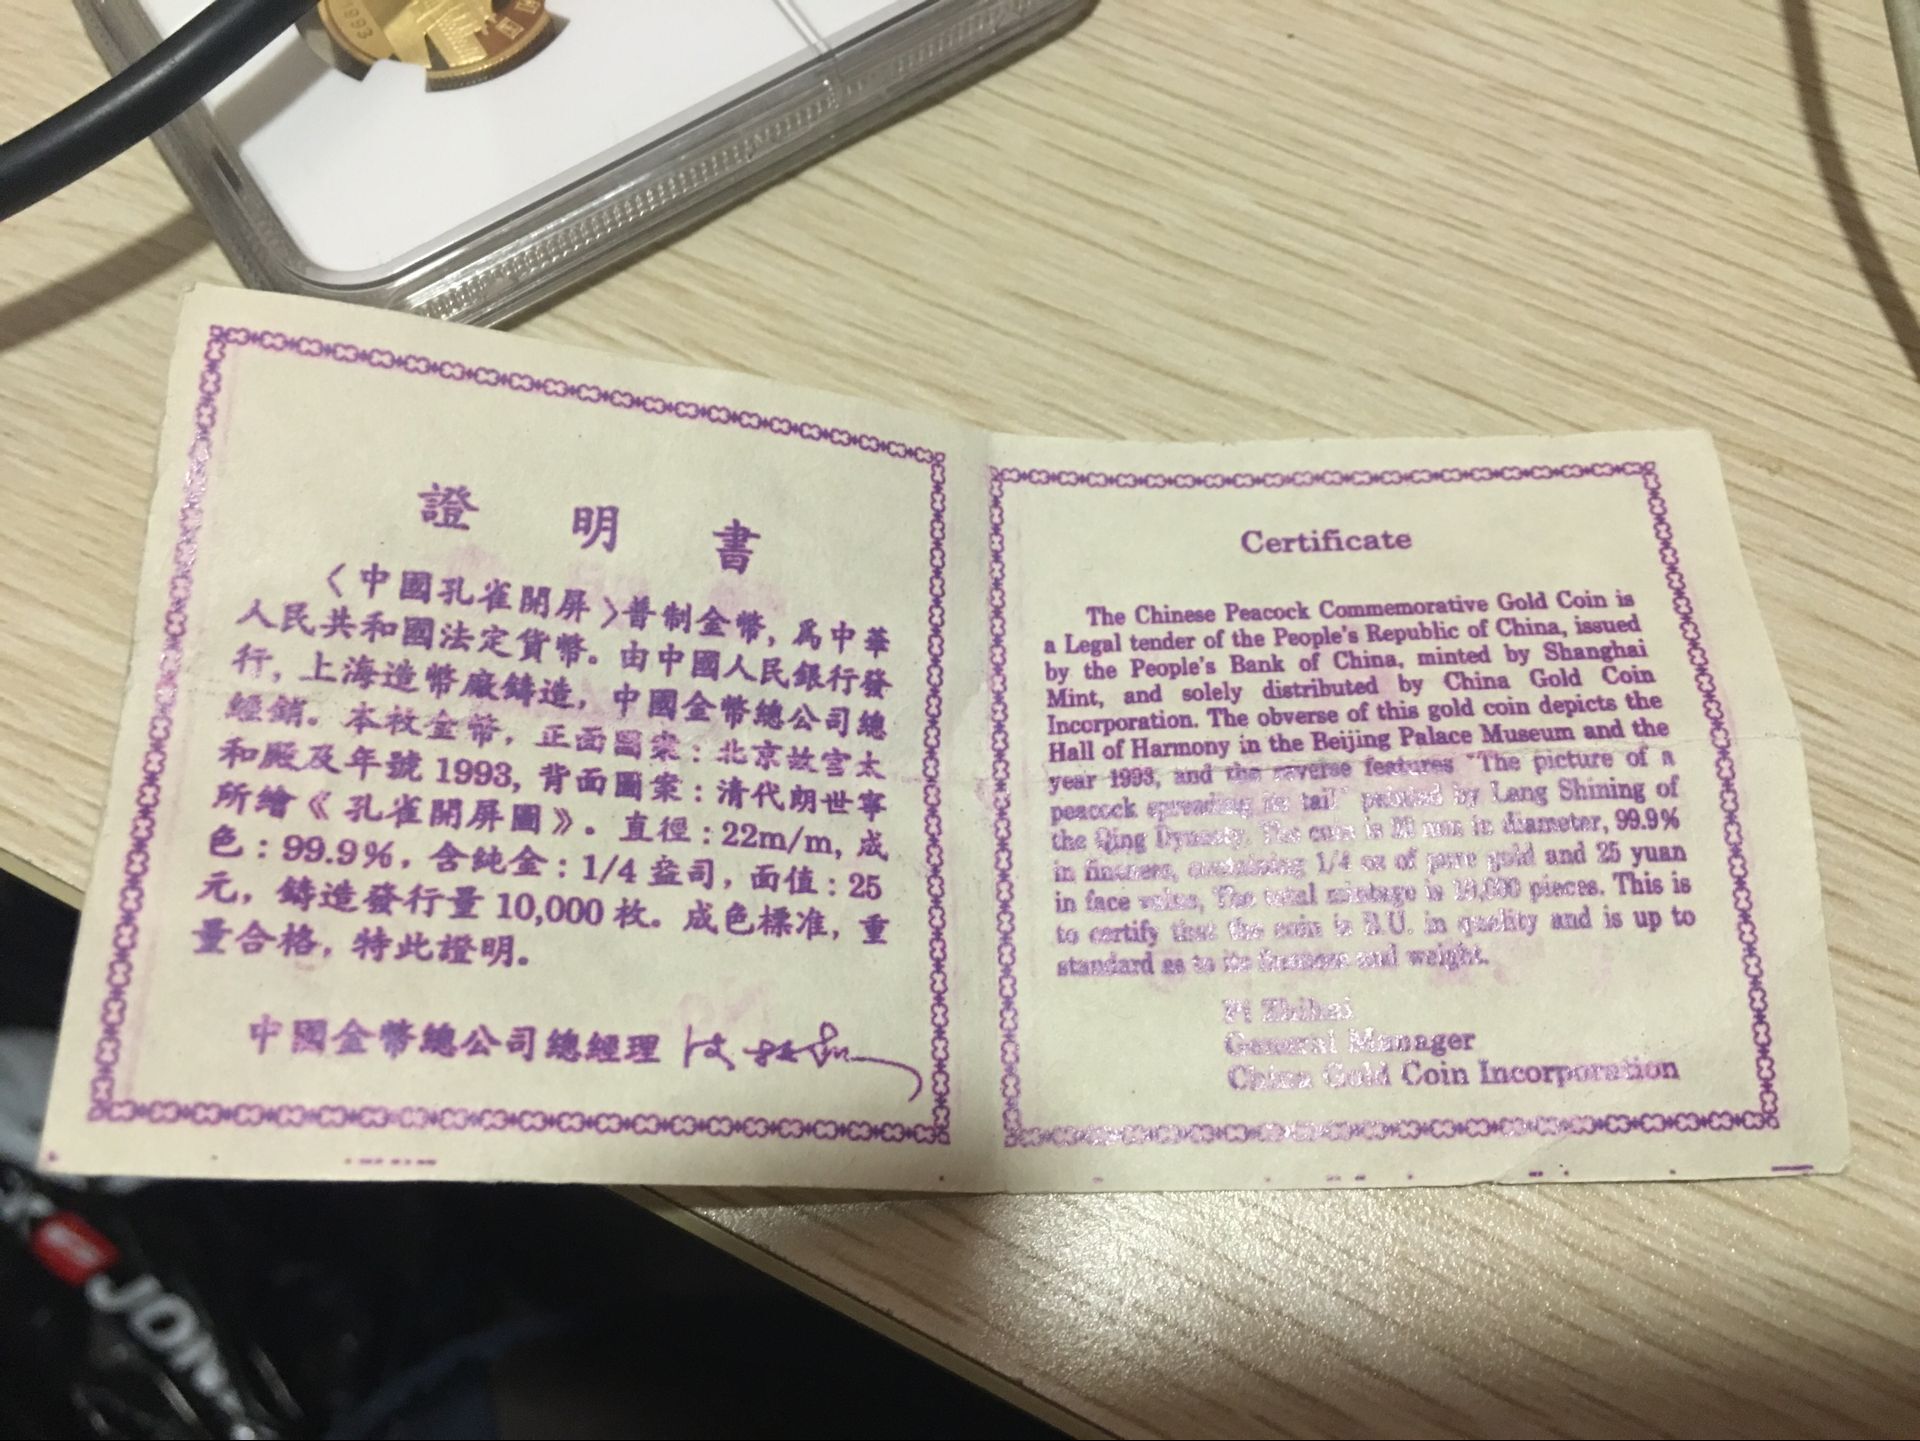 1993
證 明 書
〈中國孔雀開屏〉普制金幣，爲中華
人民共和國法定貨幣。由中國人民銀行發
行，上海造幣廠鑄造，中國金幣總公司總
經銷。本枚金幣，正面圖案：北京故宮太
和殿及年號1993，背面圖案：清代朗世寧
所繪《孔雀開屏圖》。直徑：22m/m，成
色：99.9%，含純金：1/4盎司，面值：25
元，鑄造發行量10,000枚。成色標准，重
量合格，特此證明。
中國金幣總公司總經理
Certificate
The Chinese Peacock Commemorative Gold Coin is
a Legal tender of the People's Republic of China, issued
by the People's Bank of China, minted by Shanghai
Mint, and solely distributed by China Gold Coin
Incorporation. The obverse of this gold coin depicts the
Hall of Harmony in the Beijing Palace Museum and the
year 1993, and the reverse features "The picture of a
peacock spreading its tail" painted by Lang Shining of
the Qing Dynasty. The coin is mm in diameter, 99.9%
in fineness, containing 1/4 oz of pure gold and 25 yuan
in face value, The total mintage is 10,000 pieces. This is
to certify that the coin is B.U. in quality and is up to
standard as to its fineness and weight.
Pi Zhihai
General Manager
China Gold Coin Incorporation